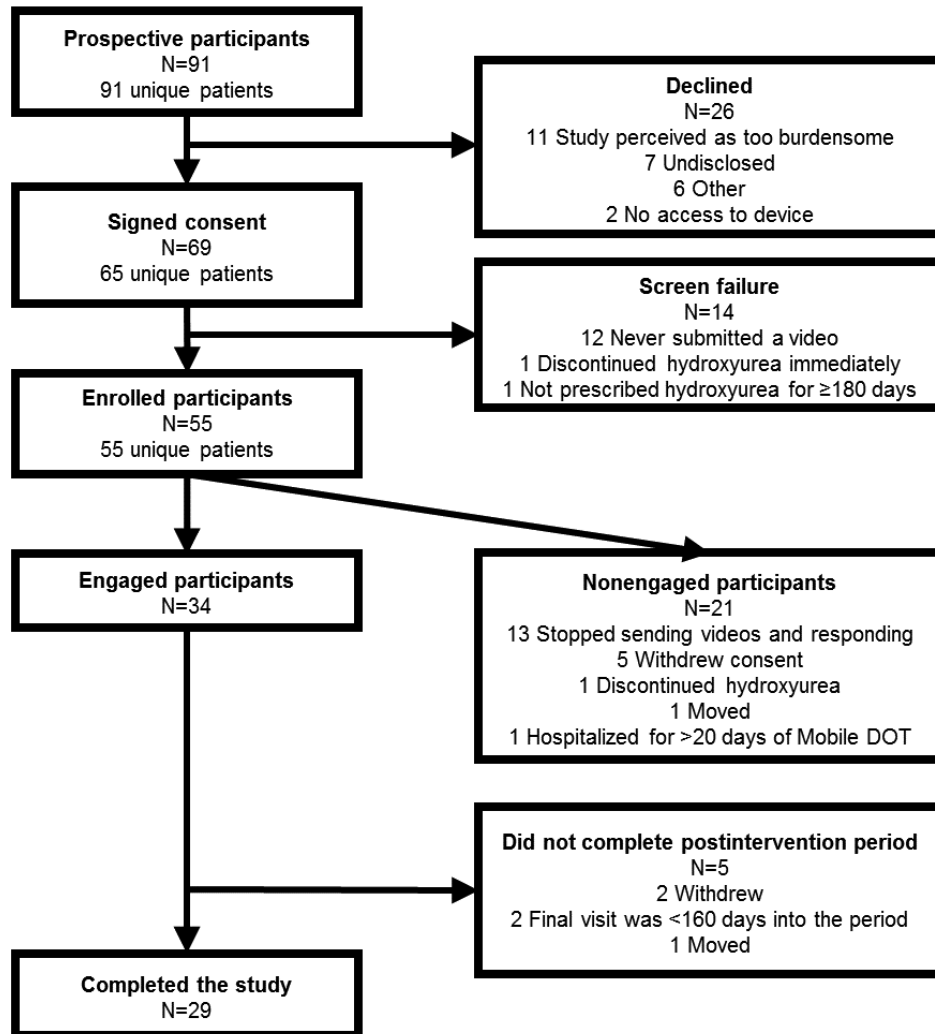 Prospective participants
N=91
91 unique patients
Declined
N=26
11 Study perceived as too burdensome
7 Undisclosed
6 Other
2 No access to device
Signed consent
N=69
65 unique patients
Screen failure
N=14
12 Never submitted a video
1 Discontinued hydroxyurea immediately
1 Not prescribed hydroxyurea for ≥180 days
Enrolled participants
N=55
55 unique patients
Engaged participants
N=34
Nonengaged participants
N=21
13 Stopped sending videos and responding
5 Withdrew consent
1 Discontinued hydroxyurea
1 Moved
1 Hospitalized for >20 days of Mobile DOT
Did not complete postintervention period
N=5
2 Withdrew
2 Final visit was <160 days into the period
1 Moved
Completed the study
N=29